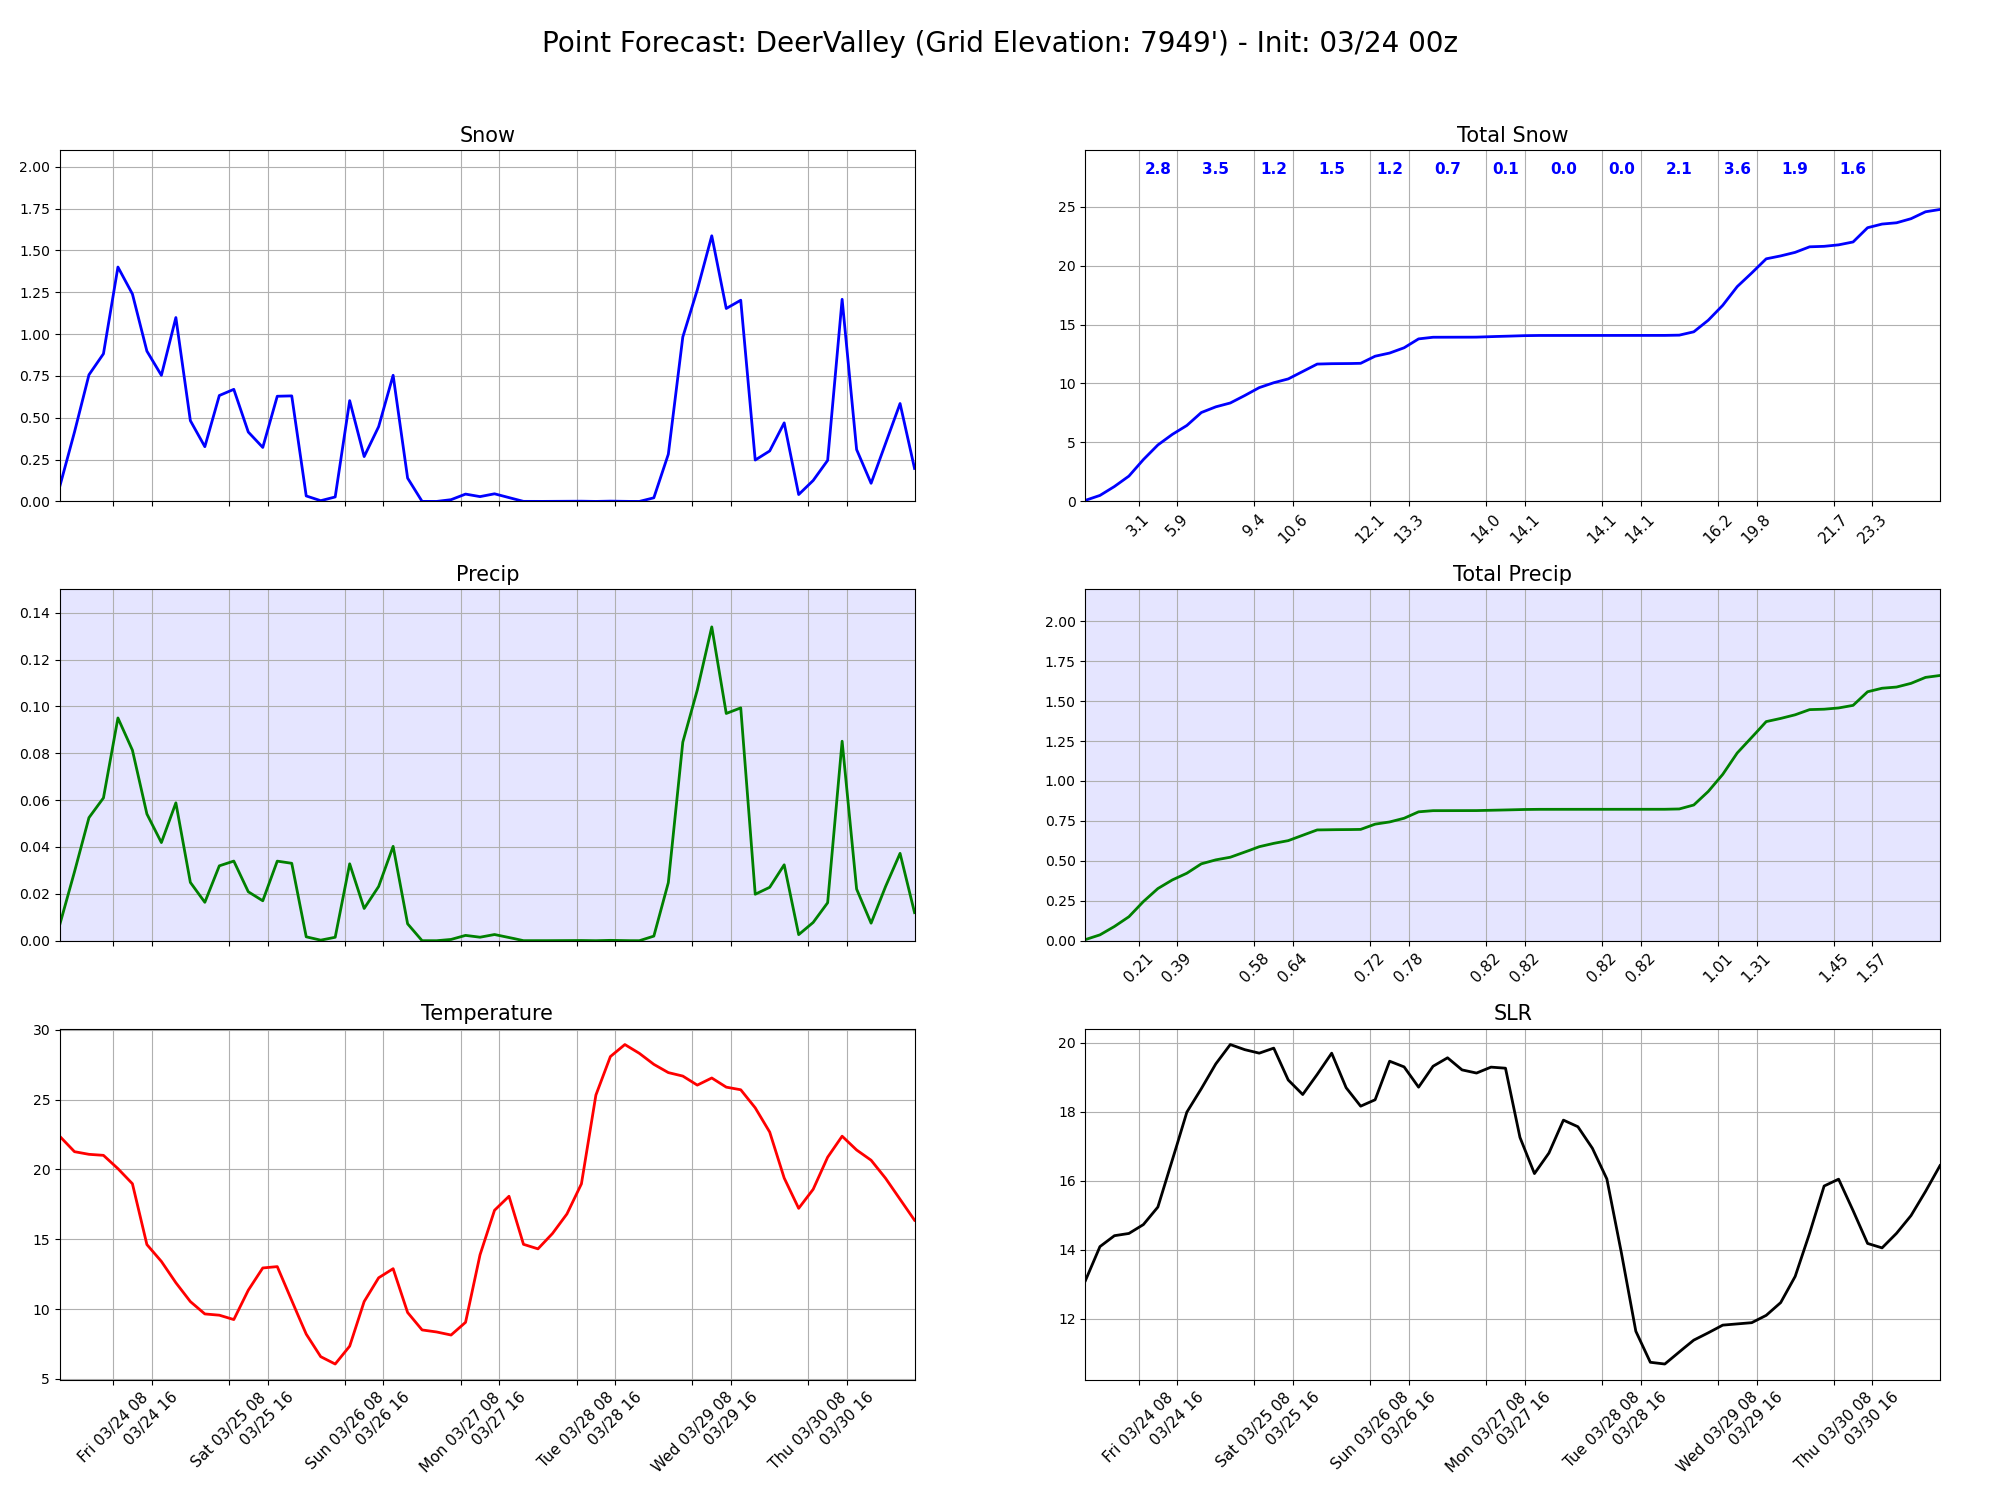 Point Forecast: DeerValley (Grid Elevation: 7949') - Init: 03/24 00z
Snow
2.00
1.75
1.50
1.25
1.00
0.75
0.50
0.25
0.00
Total Snow
2.8 3.5 1.2 1.5 1.2 0.7 0.1 0.0 0.0 2.1 3.6 1.9 1.6
25
20
15
10
5
0
3.1 5.9 9.4 10.6 12.1 13.3 14.0 14.1 14.1 14.1 16.2 19.8 21.7 23.3
Precip
0.14
0.12
0.10
0.08
0.06
0.04
0.02
0.00
Total Precip
2.00
1.75
1.50
1.25
1.00
0.75
0.50
0.25
0.00
0.21 0.39 0.58 0.64 0.72 0.78 0.82 0.82 0.82 0.82 1.01 1.31 1.45 1.57
Temperature
30
25
20
15
10
5
Fri 03/24 08
03/24 16
Sat 03/25 08
03/25 16
Sun 03/26 08
03/26 16
Mon 03/27 08
03/27 16
Tue 03/28 08
03/28 16
Wed 03/29 08
03/29 16
Thu 03/30 08
03/30 16
SLR
20
18
16
14
12
Fri 03/24 08
03/24 16
Sat 03/25 08
03/25 16
Sun 03/26 08
03/26 16
Mon 03/27 08
03/27 16
Tue 03/28 08
03/28 16
Wed 03/29 08
03/29 16
Thu 03/30 08
03/30 16